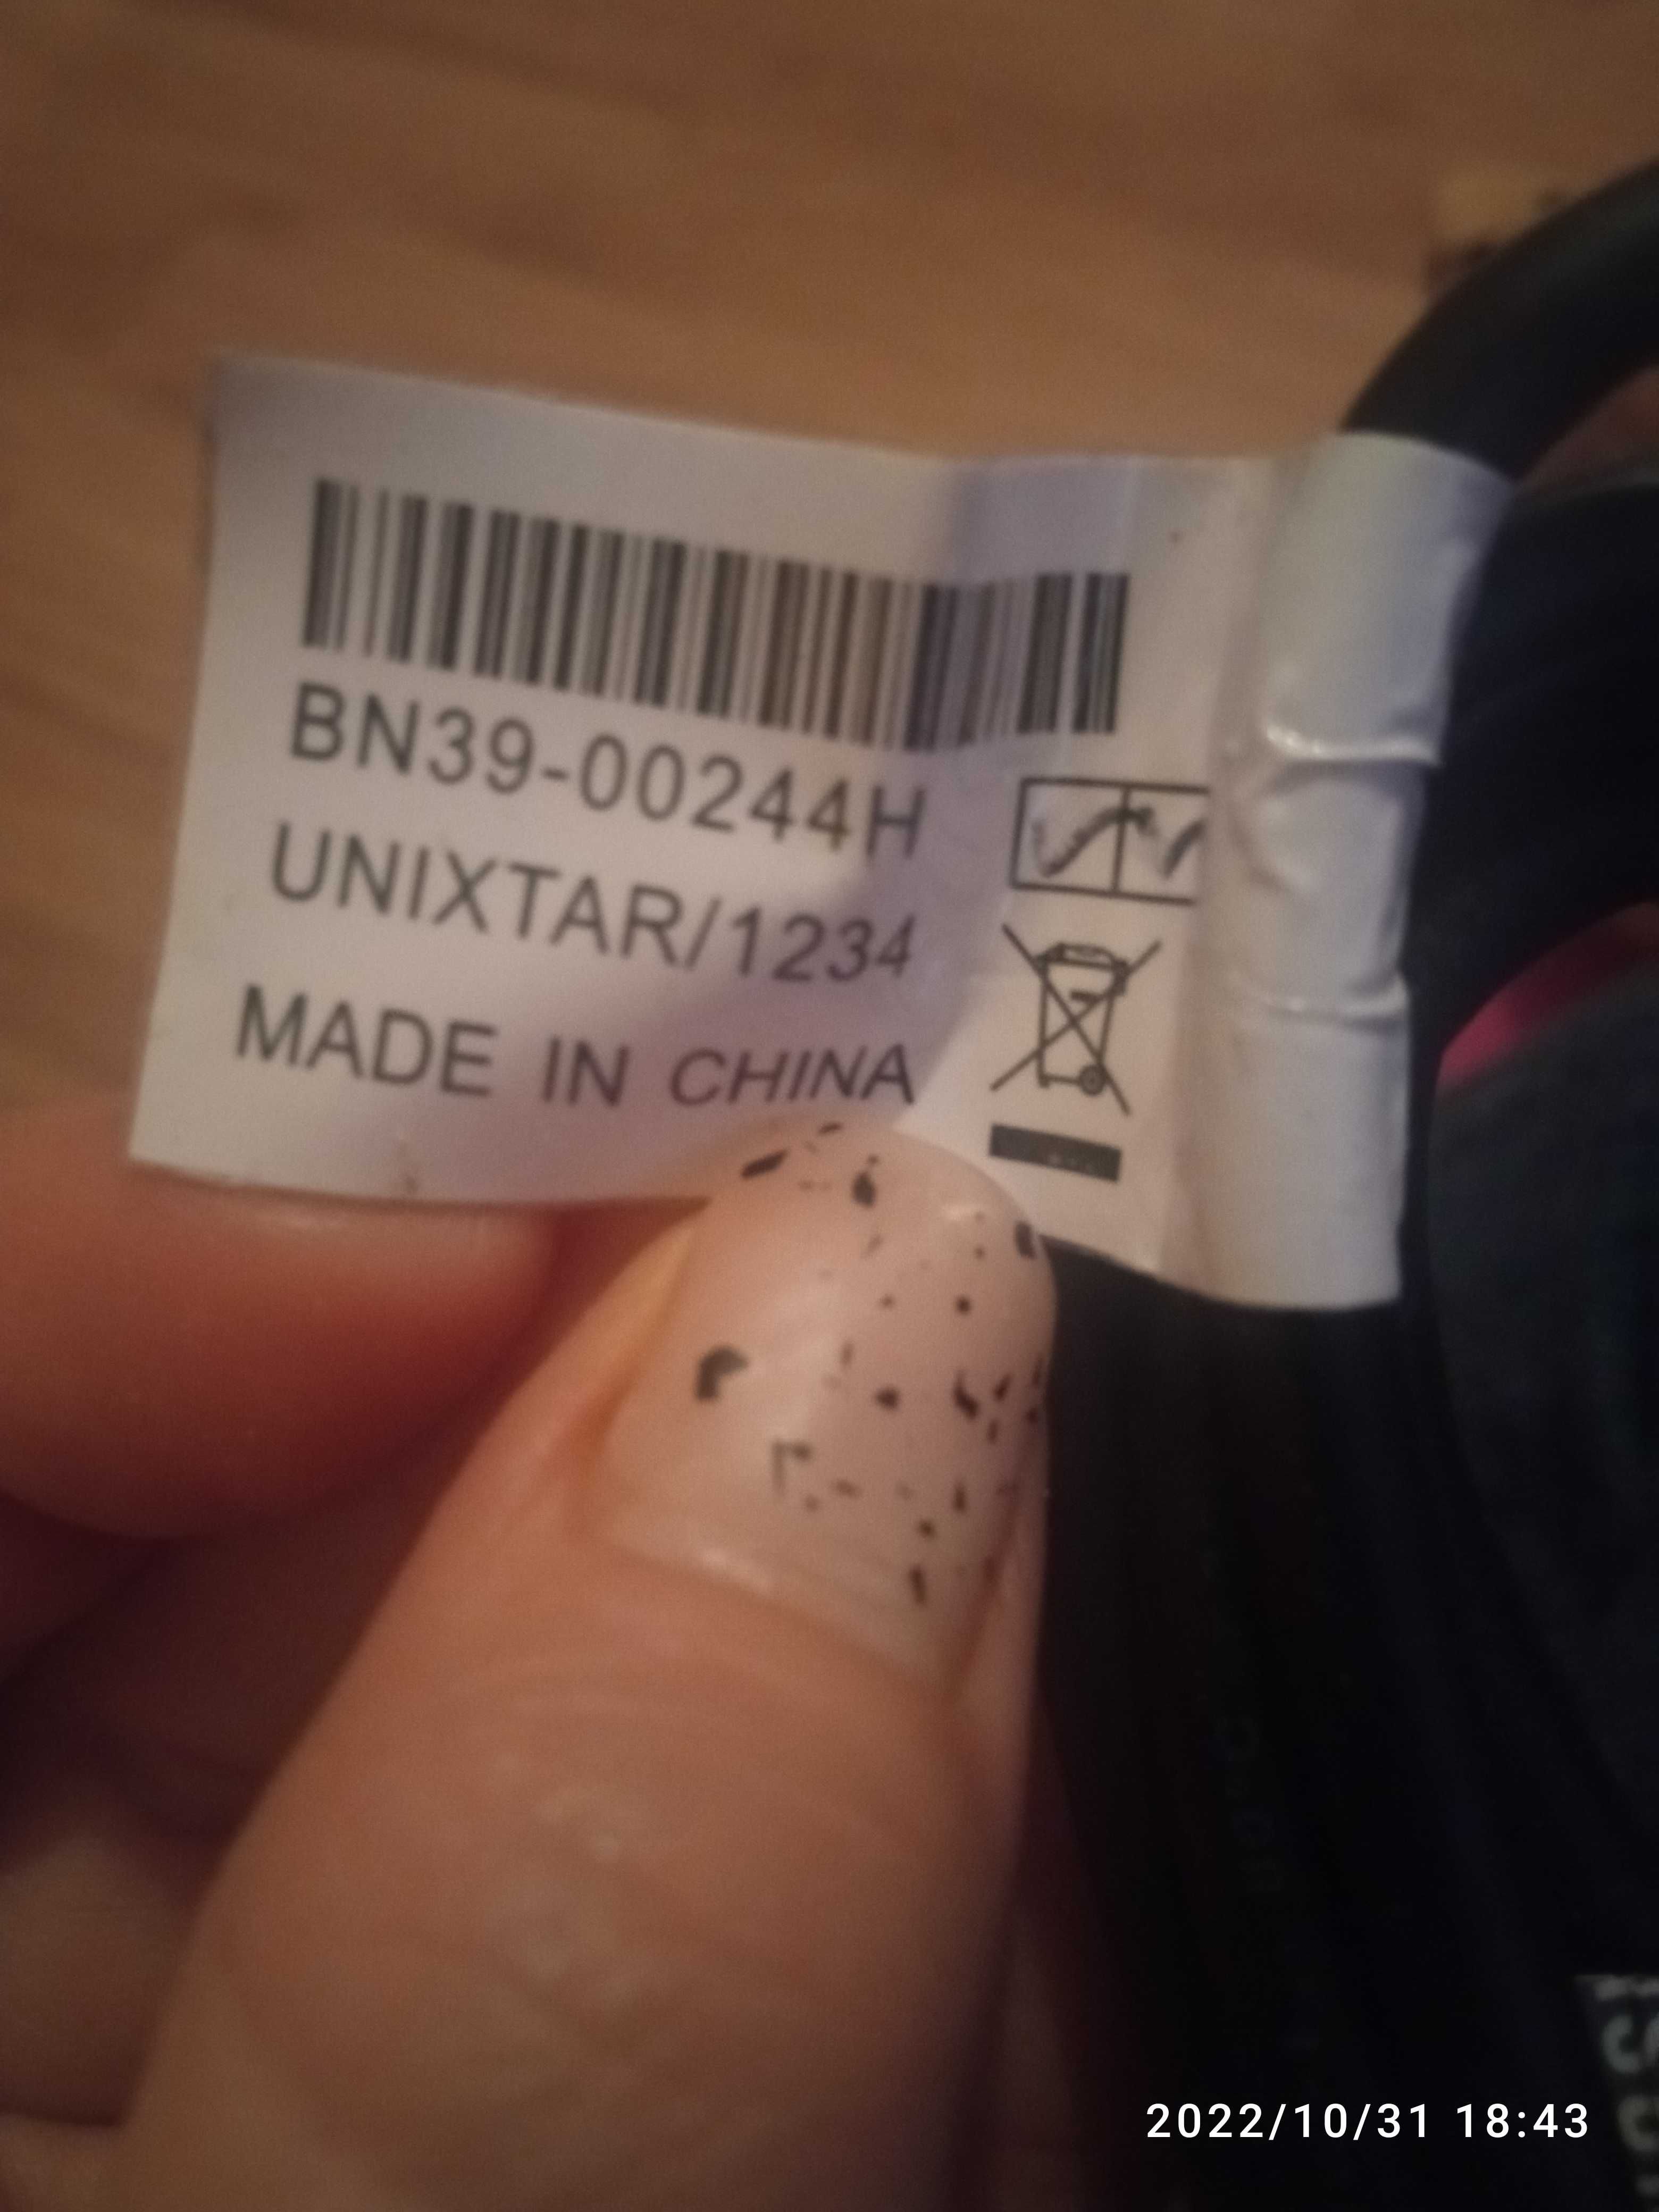 BN39-00244H
UNIXTAR/1234
MADE IN CHINA
2022/10/31 18:43